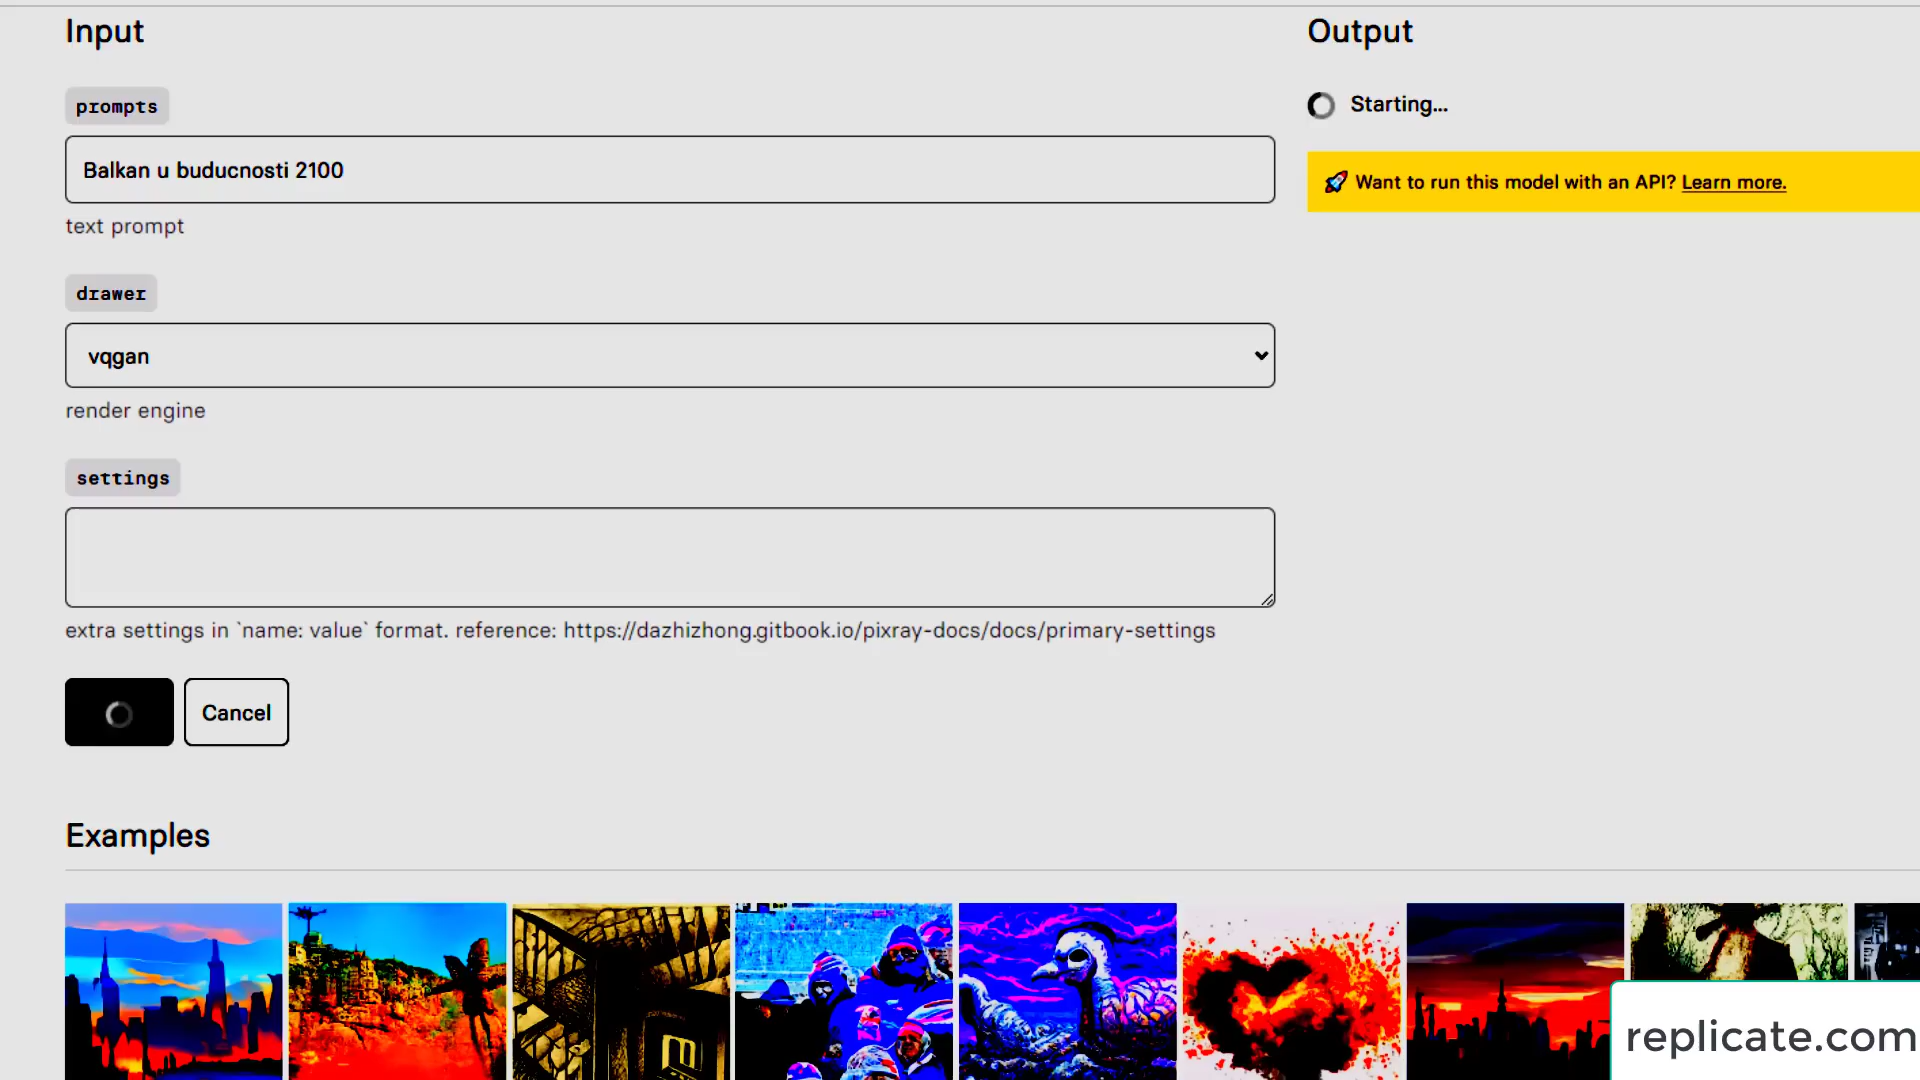 Input
prompts
Balkan u buducnosti 2100
text prompt
drawer
vqgan
render engine
settings
extra settings in `name: value` format. reference: https://dazhizhong.gitbook.io/pixray-docs/docs/primary-settings
Cancel
Output
Starting...
🚀 Want to run this model with an API? Learn more.
Examples
replicate.com